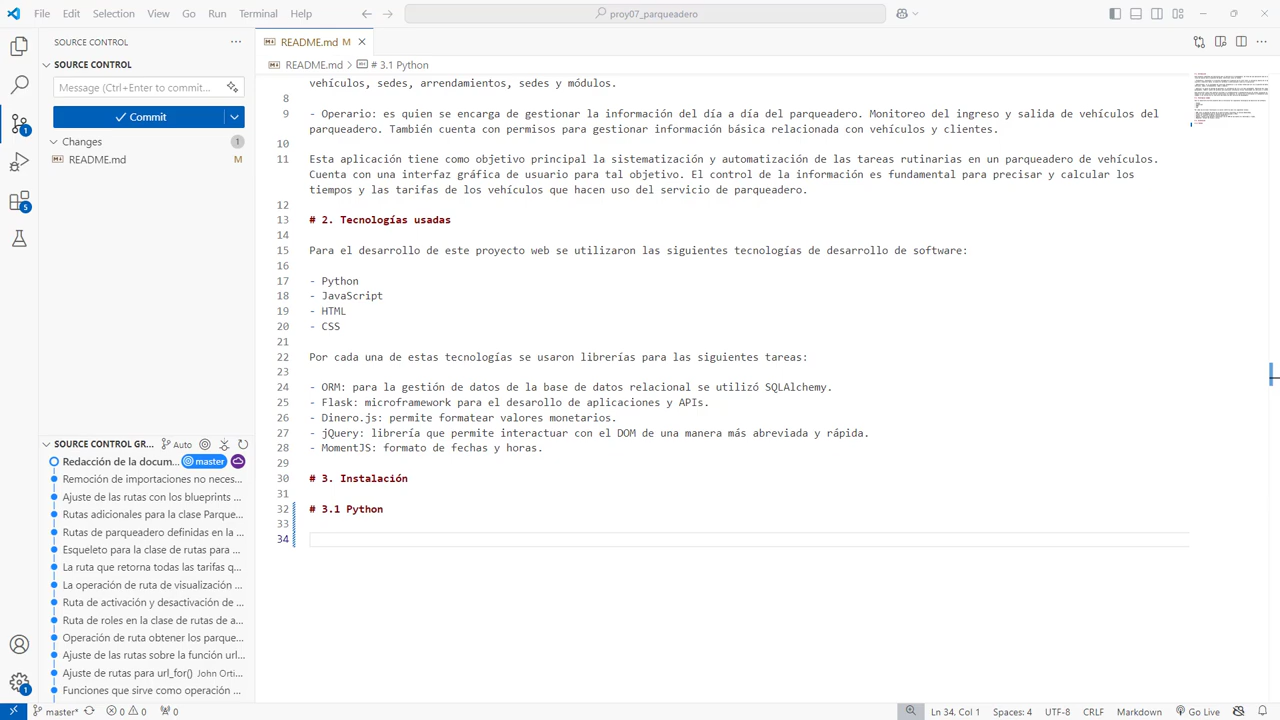 File Edit Selection View Go Run Terminal Help
proy07_parqueadero
SOURCE CONTROL
README.md M
README.md > # 3.1 Python
SOURCE CONTROL
Message (Ctrl+Enter to commit...
Commit
Changes 1
README.md M
1
5
vehículos, sedes, arrendamientos, sedes y módulos.
8
9 - Operario: es quien se encarga de gestionar la información del día a día del parqueadero. Monitoreo del ingreso y salida de vehículos del
parqueadero. También cuenta con permisos para gestionar información básica relacionada con vehículos y clientes.
10
11 Esta aplicación tiene como objetivo principal la sistematización y automatización de las tareas rutinarias en un parqueadero de vehículos.
Cuenta con una interfaz gráfica de usuario para tal objetivo. El control de la información es fundamental para precisar y calcular los
tiempos y las tarifas de los vehículos que hacen uso del servicio de parqueadero.
12
13 # 2. Tecnologías usadas
14
15 Para el desarrollo de este proyecto web se utilizaron las siguientes tecnologías de desarrollo de software:
16
17 - Python
18 - JavaScript
19 - HTML
20 - CSS
21
22 Por cada una de estas tecnologías se usaron librerías para las siguientes tareas:
23
24 - ORM: para la gestión de datos de la base de datos relacional se utilizó SQLAlchemy.
25 - Flask: microframework para el desarollo de aplicaciones y APIs.
26 - Dinero.js: permite formatear valores monetarios.
27 - jQuery: librería que permite interactuar con el DOM de una manera más abreviada y rápida.
28 - MomentJS: formato de fechas y horas.
29
30 # 3. Instalación
31
32 # 3.1 Python
33
34
SOURCE CONTROL GR... Auto
Redacción de la docum... master
Remoción de importaciones no neces...
Ajuste de las rutas con los blueprints ...
Rutas adicionales para la clase Parque...
Rutas de parqueadero definidas en la ...
Esqueleto para la clase de rutas para ...
La ruta que retorna todas las tarifas q...
La operación de ruta de visualización ...
Ruta de activación y desactivación de ...
Ruta de roles en la clase de rutas de a...
Operación de ruta obtener los parque...
Ajuste de las rutas sobre la función url...
Ajuste de rutas para url_for() John Orti...
Funciones que sirve como operación ...
1
master* 0 0 0
Ln 34, Col 1 Spaces: 4 UTF-8 CRLF Markdown Go Live